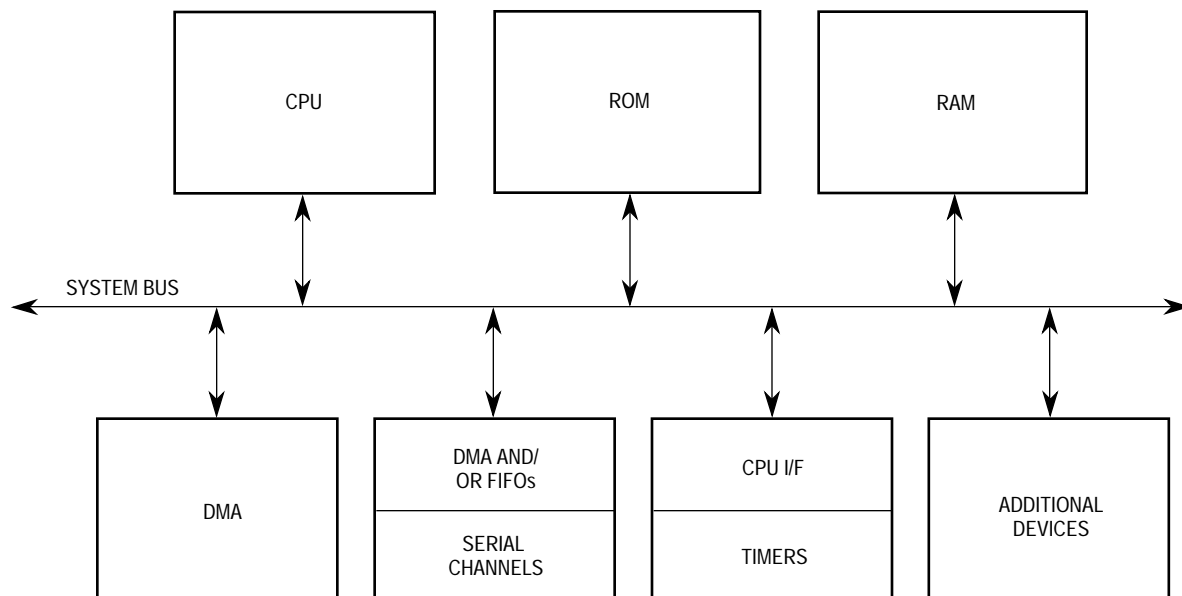 CPU
ROM
RAM
SYSTEM BUS
DMA
DMA AND/
OR FIFOs
SERIAL
CHANNELS
CPU I/F
TIMERS
ADDITIONAL
DEVICES